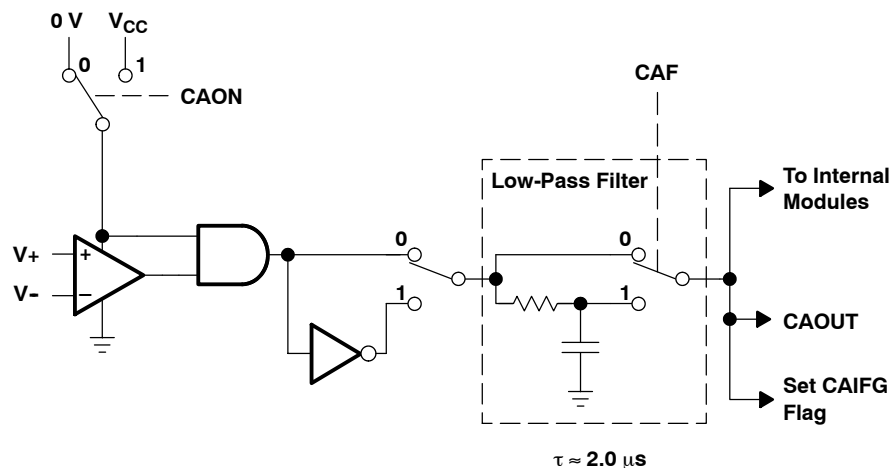 0 V VCC
0 1
CAON
CAF
Low-Pass Filter
To Internal
Modules
V+
+
V-
−
0
1
0
1
CAOUT
Set CAIFG
Flag
τ ≈ 2.0 μs